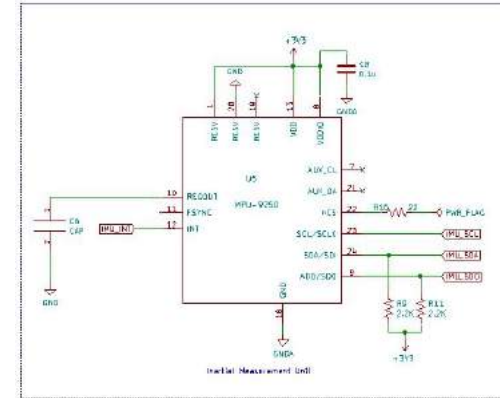 +3V3
C8
0.1u
GND
GNDA
1
20
19
13
8
RESV
RESV
RESV
VDD
VDDIO
U5
MPU-9250
AUX_CL
7
AUX_DA
21
10
REGOUT
nCS
22
R10
22
PWR_FLAG
11
FSYNC
IMU_INT
12
INT
SCL/SCLK
23
IMU_SCL
SDA/SDI
24
IMU_SDA
AD0/SDO
9
IMU_SDO
CAP
GND
GND
18
GNDA
R9
2.2K
R11
2.2K
+3V3
Inertial Measurement Unit